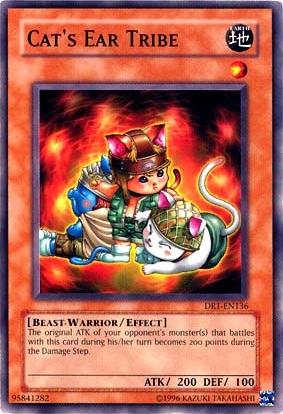 CAT'S EAR TRIBE
EARTH
地
DR1-EN136
[BEAST-WARRIOR/EFFECT]
The original ATK of your opponent's monster(s) that battles
with this card during his/her turn becomes 200 points during
the Damage Step.
ATK/ 200 DEF/ 100
95841282
©1996 KAZUKI TAKAHASHI